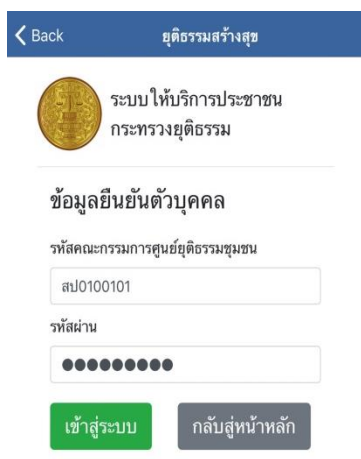 Back
ยุติธรรมสร้างสุข
ระบบให้บริการประชาชน
กระทรวงยุติธรรม
ข้อมูลยืนยันตัวบุคคล
รหัสคณะกรรมการศูนย์ยุติธรรมชุมชน
สป0100101
รหัสผ่าน
●●●●●●●●●
เข้าสู่ระบบ
กลับสู่หน้าหลัก